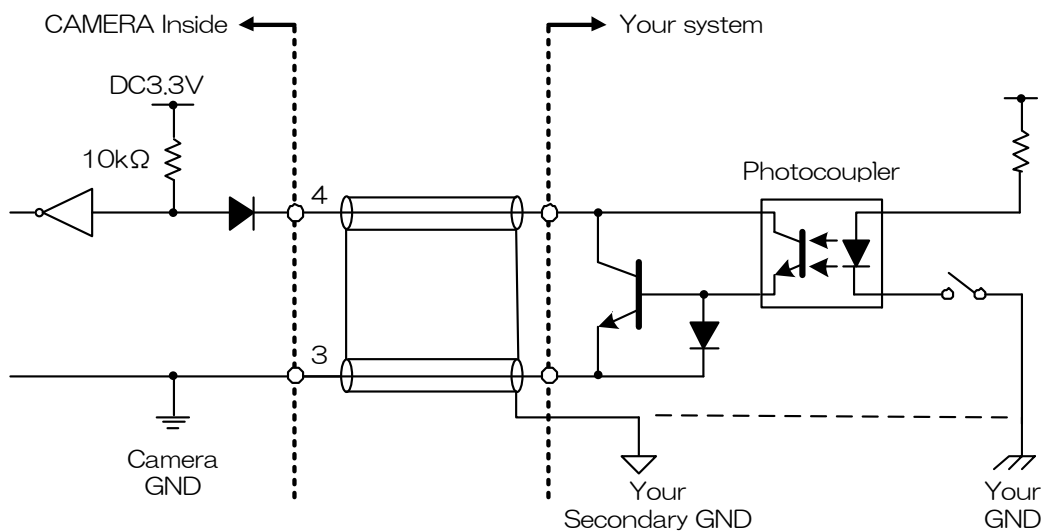 CAMERA Inside
Your system
DC3.3V
10kΩ
Photocoupler
4
3
Camera
GND
Your
Secondary GND
Your
GND